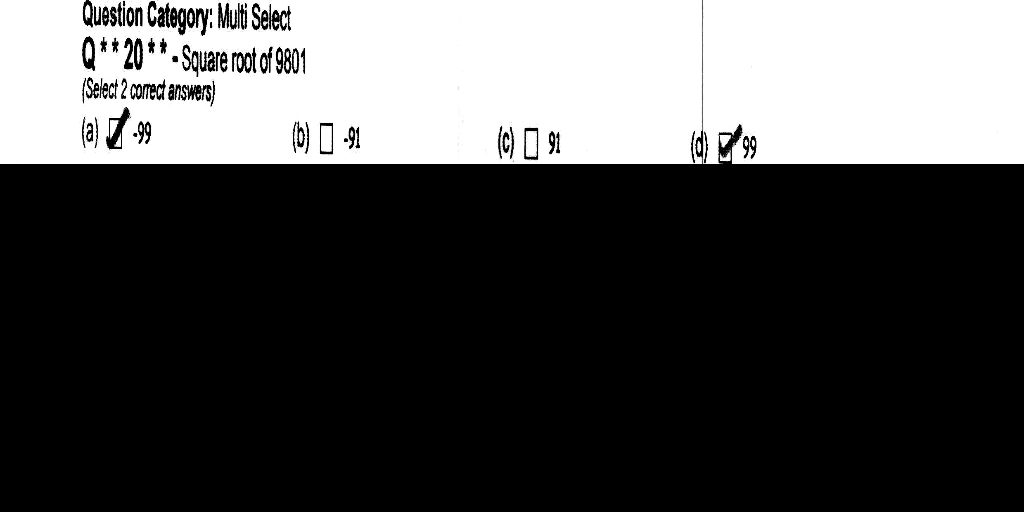 Question Category: Multi Select
Q * * 20 * * - Square root of 9801
(Select 2 correct answers)
(a) ☑ -99 (b) ☐ -91 (c) ☐ 91 (d) ☑ 99